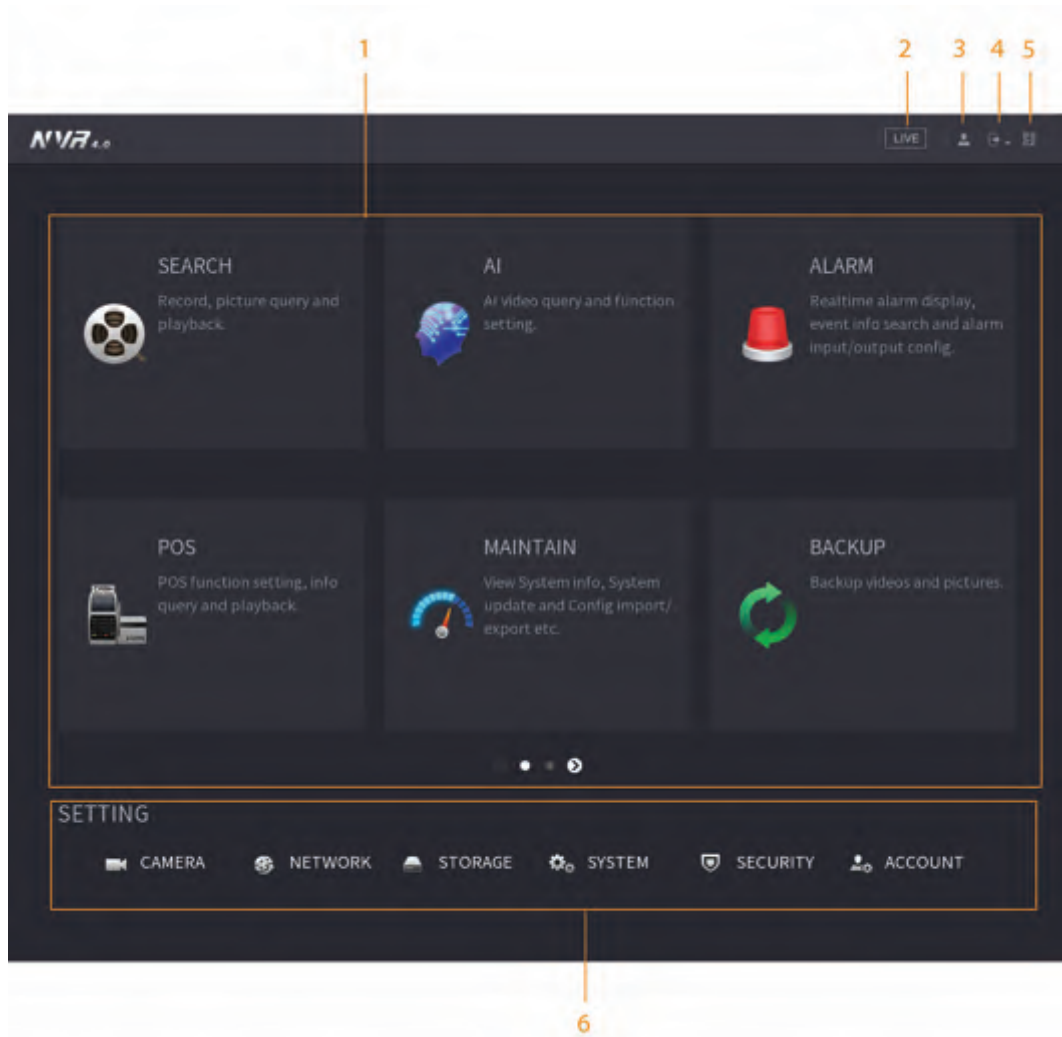 1 2 3 4 5
NVR 4.0
LIVE
SEARCH
Record, picture query and
playback.
AI
AI video query and function
setting.
ALARM
Realtime alarm display,
event info search and alarm
input/output config.
POS
POS function setting, info
query and playback.
MAINTAIN
View System info, System
update and Config import/
export etc.
BACKUP
Backup videos and pictures.
SETTING
CAMERA NETWORK STORAGE SYSTEM SECURITY ACCOUNT
6